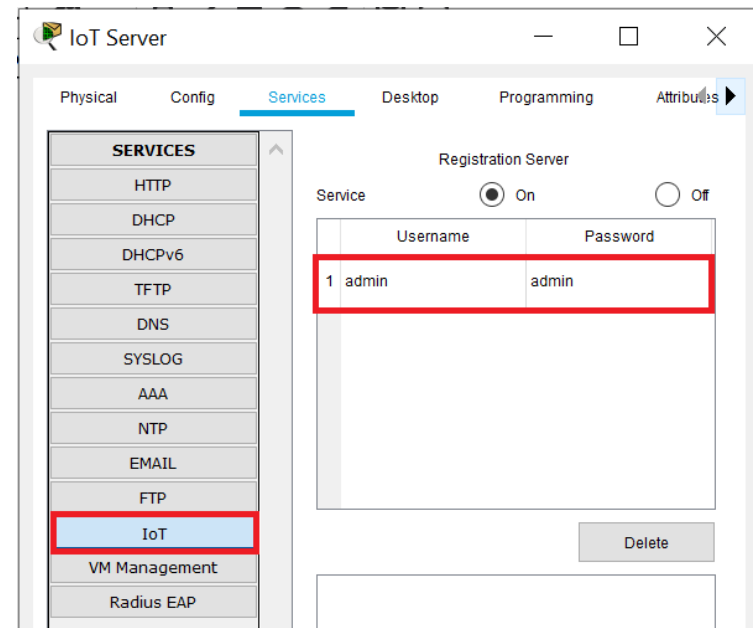 IoT Server
Physical Config Services Desktop Programming Attributes
SERVICES
HTTP
DHCP
DHCPv6
TFTP
DNS
SYSLOG
AAA
NTP
EMAIL
FTP
IoT
VM Management
Radius EAP
Registration Server
Service On Off
Username Password
1 admin admin
Delete